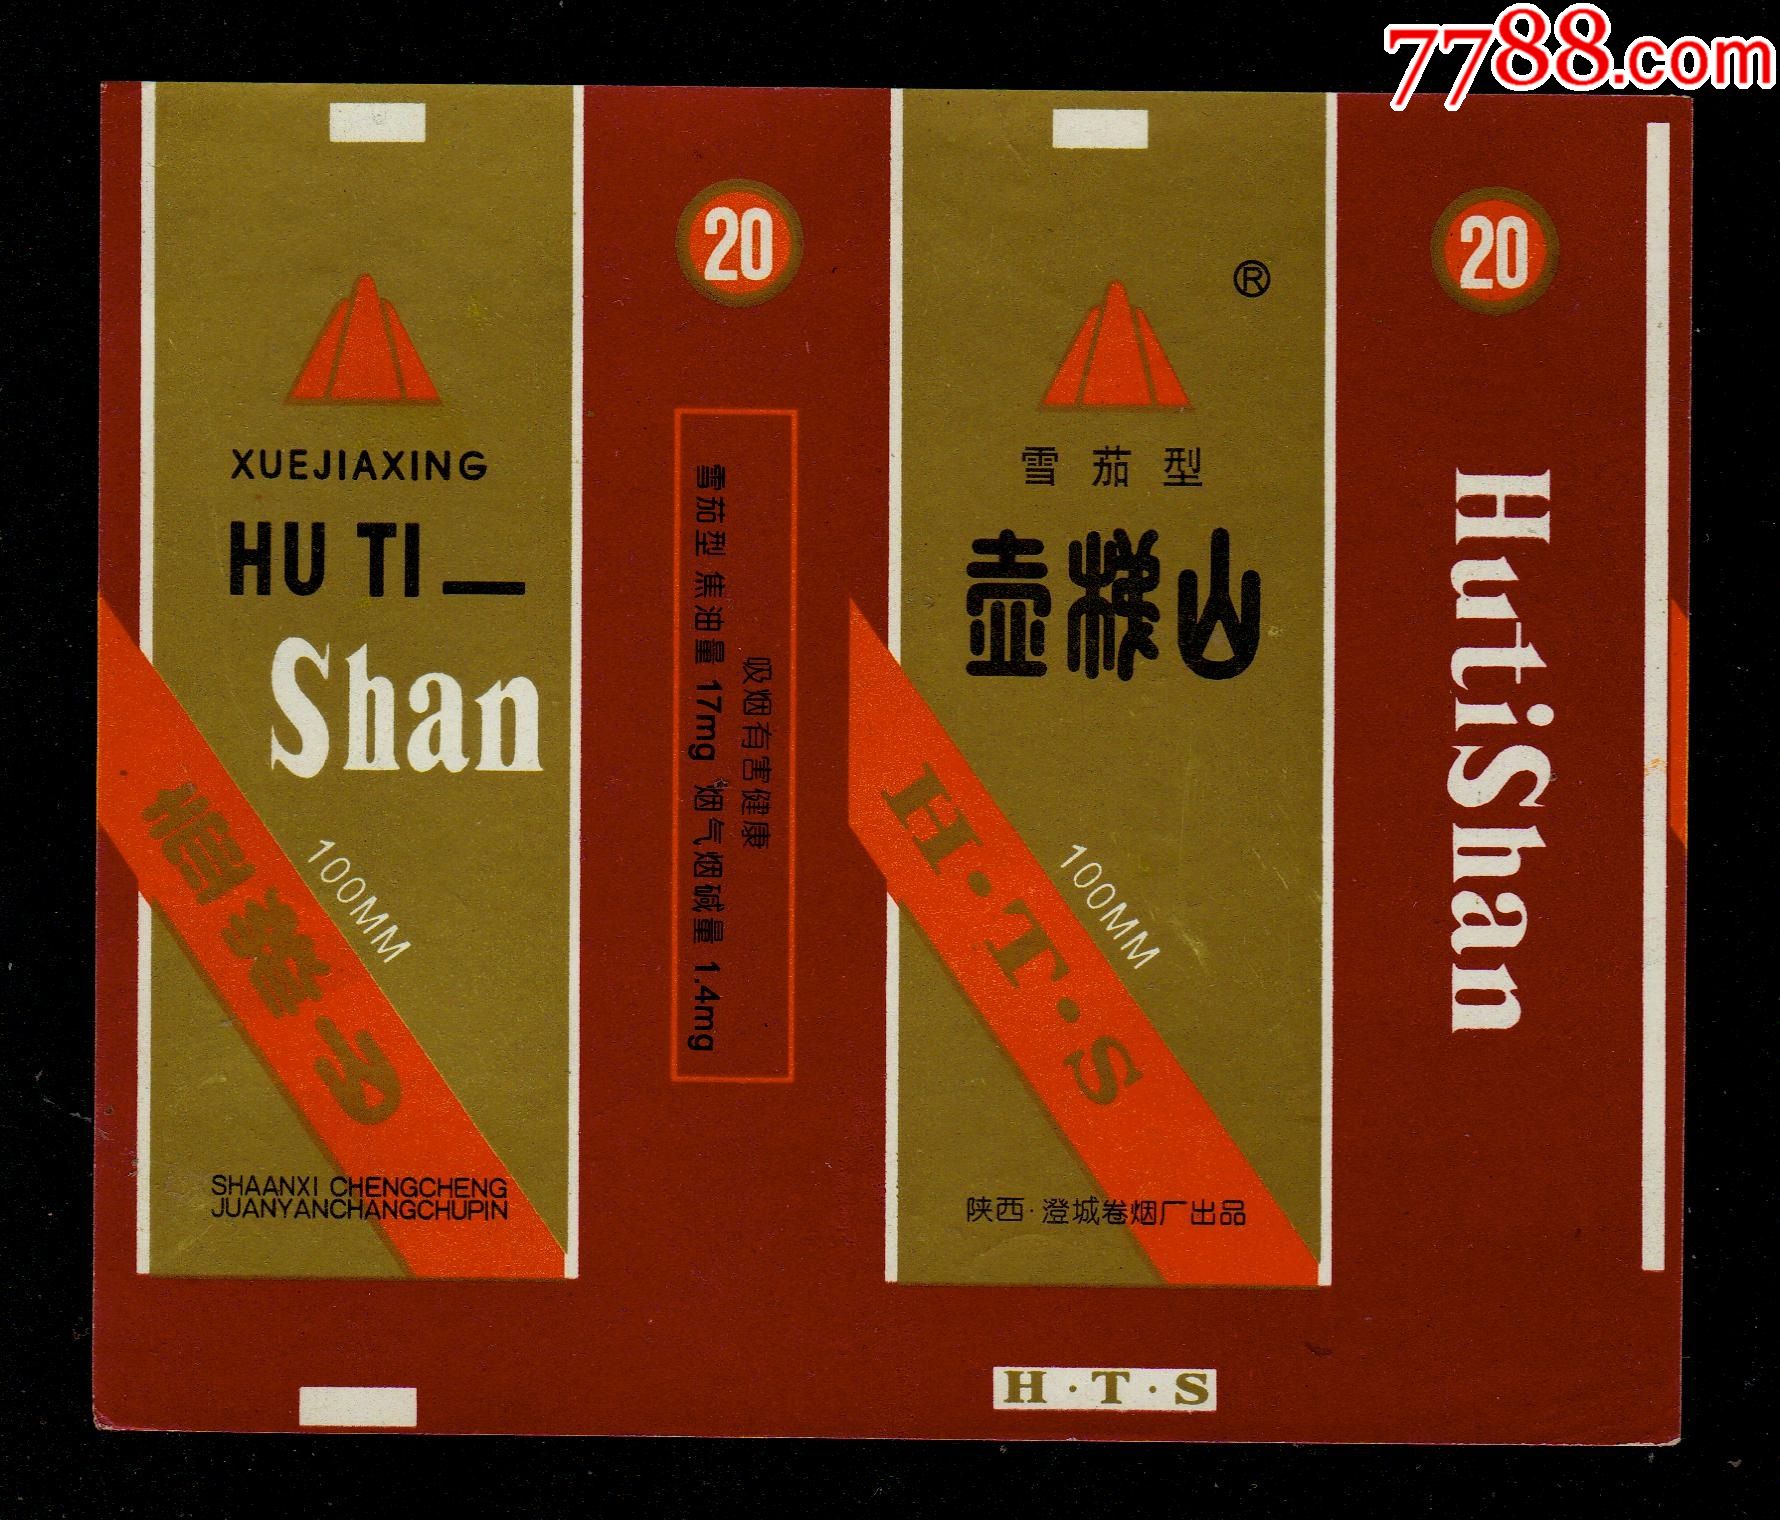 7788.com
XUEJIAXING
HU TI—
Shan
100MM
SHAANXI CHENGCHENG
JUANYANCHANGCHUPIN
20
吸烟有害健康
雪茄型 焦油量 17mg 烟气烟碱量 1.4mg
®
雪茄型
壶梯山
H·T·S
100MM
陕西·澄城卷烟厂出品
H·T·S
20
HutiShan